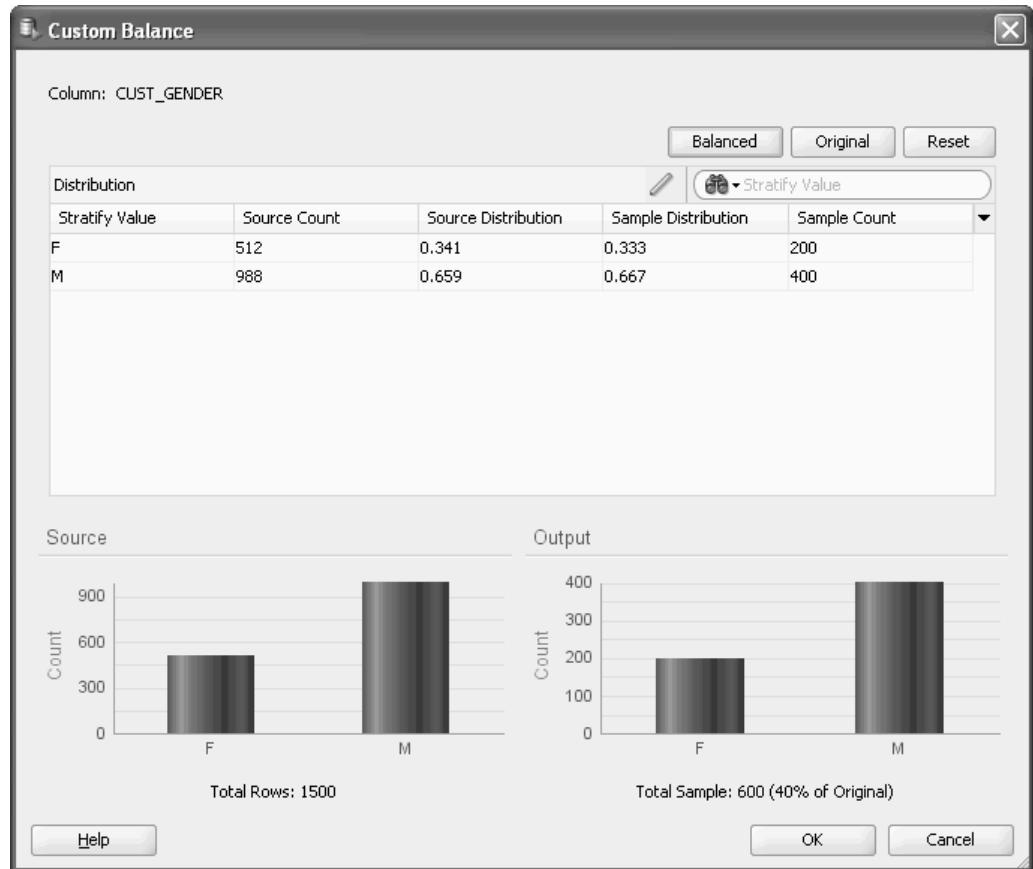 Custom Balance
Column: CUST_GENDER
Balanced Original Reset
Distribution Stratify Value
Stratify Value Source Count Source Distribution Sample Distribution Sample Count
F 512 0.341 0.333 200
M 988 0.659 0.667 400
Source
Count
900
600
300
0
F M
Total Rows: 1500
Output
Count
400
300
200
100
0
F M
Total Sample: 600 (40% of Original)
Help OK Cancel